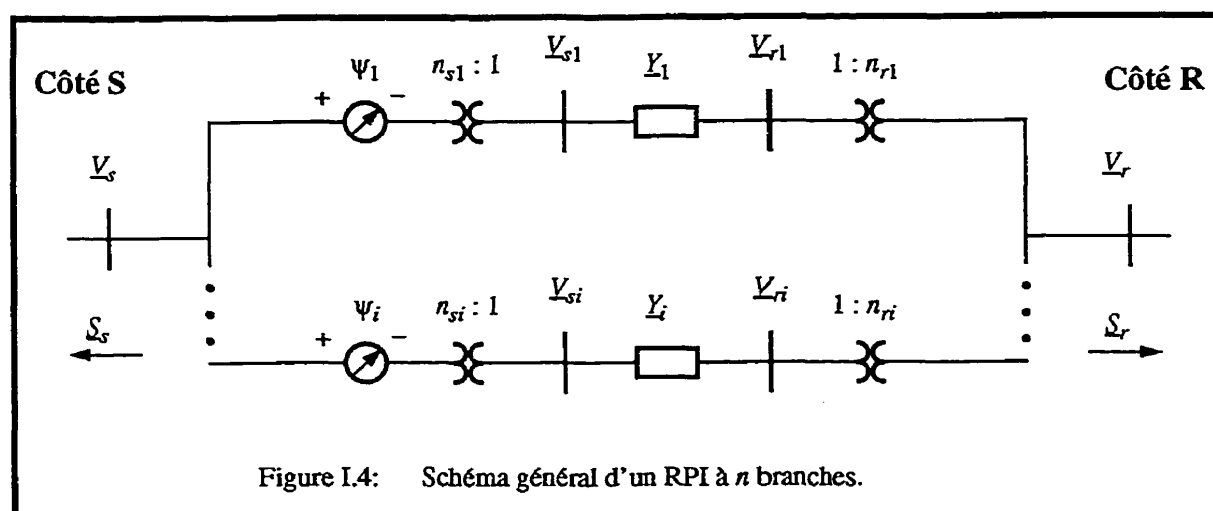 Côté S
Côté R
+ Ψ1 −
n_s1 : 1
V_s1
Y_1
V_r1
1 : n_r1
V_s
V_r
+ Ψi −
n_si : 1
V_si
Y_i
V_ri
1 : n_ri
S_s
S_r
Figure I.4: Schéma général d'un RPI à n branches.